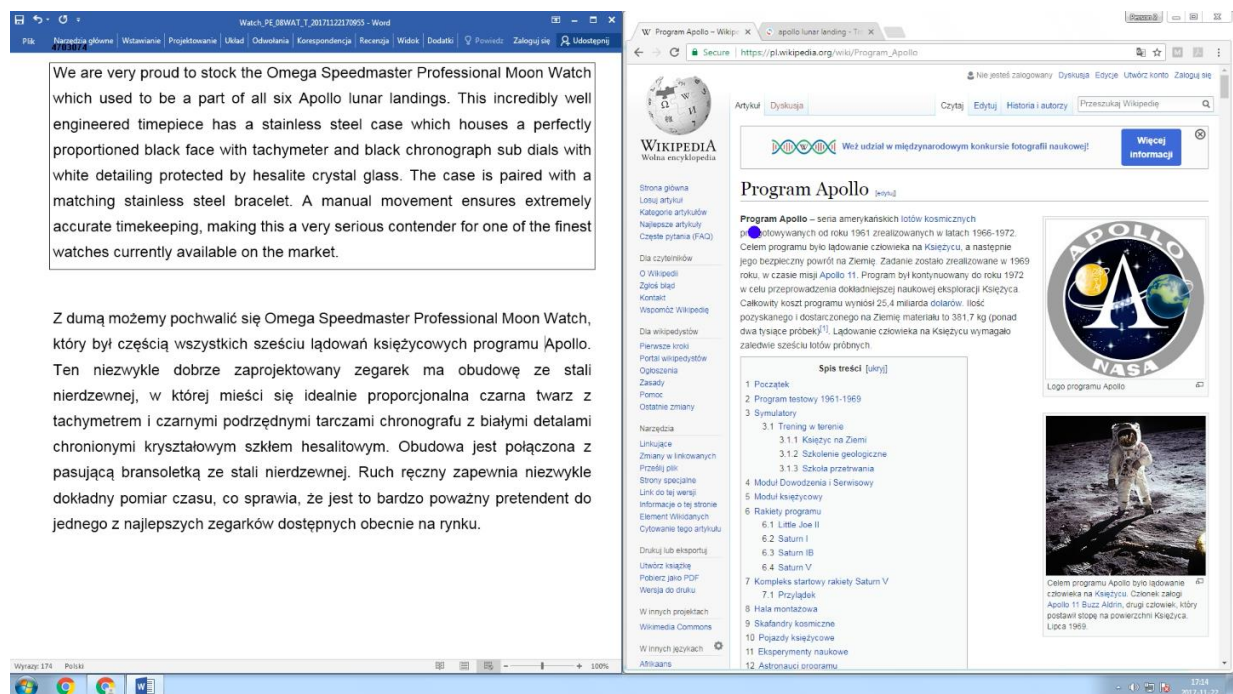 Watch_PE_08WAT_T_20171122170955 - Word
Plik Narzędzia główne Wstawianie Projektowanie Układ Odwołania Korespondencja Recenzja Widok Dodatki Powiedz Zaloguj się Udostępnij
4703074
We are very proud to stock the Omega Speedmaster Professional Moon Watch
which used to be a part of all six Apollo lunar landings. This incredibly well
engineered timepiece has a stainless steel case which houses a perfectly
proportioned black face with tachymeter and black chronograph sub dials with
white detailing protected by hesalite crystal glass. The case is paired with a
matching stainless steel bracelet. A manual movement ensures extremely
accurate timekeeping, making this a very serious contender for one of the finest
watches currently available on the market.
Z dumą możemy pochwalić się Omega Speedmaster Professional Moon Watch,
który był częścią wszystkich sześciu lądowań księżycowych programu Apollo.
Ten niezwykle dobrze zaprojektowany zegarek ma obudowę ze stali
nierdzewnej, w której mieści się idealnie proporcjonalna czarna twarz z
tachymetrem i czarnymi podrzędnymi tarczami chronografu z białymi detalami
chronionymi kryształowym szkłem hesalitowym. Obudowa jest połączona z
pasującą bransoletką ze stali nierdzewnej. Ruch ręczny zapewnia niezwykle
dokładny pomiar czasu, co sprawia, że jest to bardzo poważny pretendent do
jednego z najlepszych zegarków dostępnych obecnie na rynku.
Wyrazy: 174 Polski
100%
Program Apollo – Wikip
apollo lunar landing - Tr
Secure https://pl.wikipedia.org/wiki/Program_Apollo
Nie jesteś zalogowany Dyskusja Edycje Utwórz konto Zaloguj się
Artykuł Dyskusja Czytaj Edytuj Historia i autorzy Przeszukaj Wikipedię
WIKIPEDIA
Wolna encyklopedia
Weź udział w międzynarodowym konkursie fotografii naukowej!
Więcej
informacji
Strona główna
Losuj artykuł
Kategorie artykułów
Najlepsze artykuły
Częste pytania (FAQ)
Dla czytelników
O Wikipedii
Zgłoś błąd
Kontakt
Wspomóż Wikipedię
Dla wikipedystów
Pierwsze kroki
Portal wikipedystów
Ogłoszenia
Zasady
Pomoc
Ostatnie zmiany
Narzędzia
Linkujące
Zmiany w linkowanych
Prześlij plik
Strony specjalne
Link do tej wersji
Informacje o tej stronie
Element Wikidanych
Cytowanie tego artykułu
Drukuj lub eksportuj
Utwórz książkę
Pobierz jako PDF
Wersja do druku
W innych projektach
Wikimedia Commons
W innych językach
Afrikaans
Program Apollo [edytuj]
Program Apollo – seria amerykańskich lotów kosmicznych
od roku 1961 zrealizowanych w latach 1966-1972.
Celem programu było lądowanie człowieka na Księżycu, a następnie
jego bezpieczny powrót na Ziemię. Zadanie zostało zrealizowane w 1969
roku, w czasie misji Apollo 11. Program był kontynuowany do roku 1972
w celu przeprowadzenia dokładniejszej naukowej eksploracji Księżyca.
Całkowity koszt programu wyniósł 25,4 miliarda dolarów. Ilość
pozyskanego i dostarczonego na Ziemię materiału to 381,7 kg (ponad
dwa tysiące próbek)[1]. Lądowanie człowieka na Księżycu wymagało
zaledwie sześciu lotów próbnych.
Spis treści [ukryj]
1 Początek
2 Program testowy 1961-1969
3 Symulatory
3.1 Trening w terenie
3.1.1 Księżyc na Ziemi
3.1.2 Szkolenie geologiczne
3.1.3 Szkoła przetrwania
4 Moduł Dowodzenia i Serwisowy
5 Moduł księżycowy
6 Rakiety programu
6.1 Little Joe II
6.2 Saturn I
6.3 Saturn IB
6.4 Saturn V
7 Kompleks startowy rakiety Saturn V
7.1 Przylądek
8 Hala montażowa
9 Skafandry kosmiczne
10 Pojazdy księżycowe
11 Eksperymenty naukowe
12 Astronauci programu
APOLLO
NASA
Logo programu Apollo
Celem programu Apollo było lądowanie
człowieka na Księżycu. Członek załogi
Apollo 11 Buzz Aldrin, drugi człowiek, który
postawił stopę na powierzchni Księżyca.
Lipca 1969.
17:14
2017-11-22